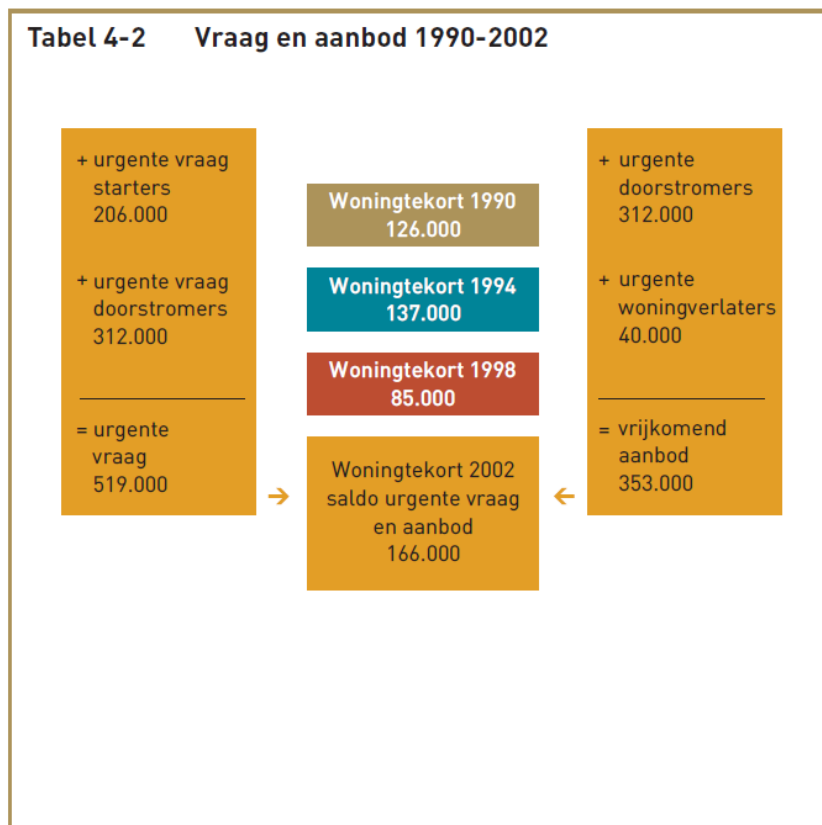 Tabel 4-2 Vraag en aanbod 1990-2002
+ urgente vraag
starters
206.000
+ urgente vraag
doorstromers
312.000
= urgente
vraag
519.000
→
Woningtekort 1990
126.000
Woningtekort 1994
137.000
Woningtekort 1998
85.000
Woningtekort 2002
saldo urgente vraag
en aanbod
166.000
←
+ urgente
doorstromers
312.000
+ urgente
woningverlaters
40.000
= vrijkomend
aanbod
353.000